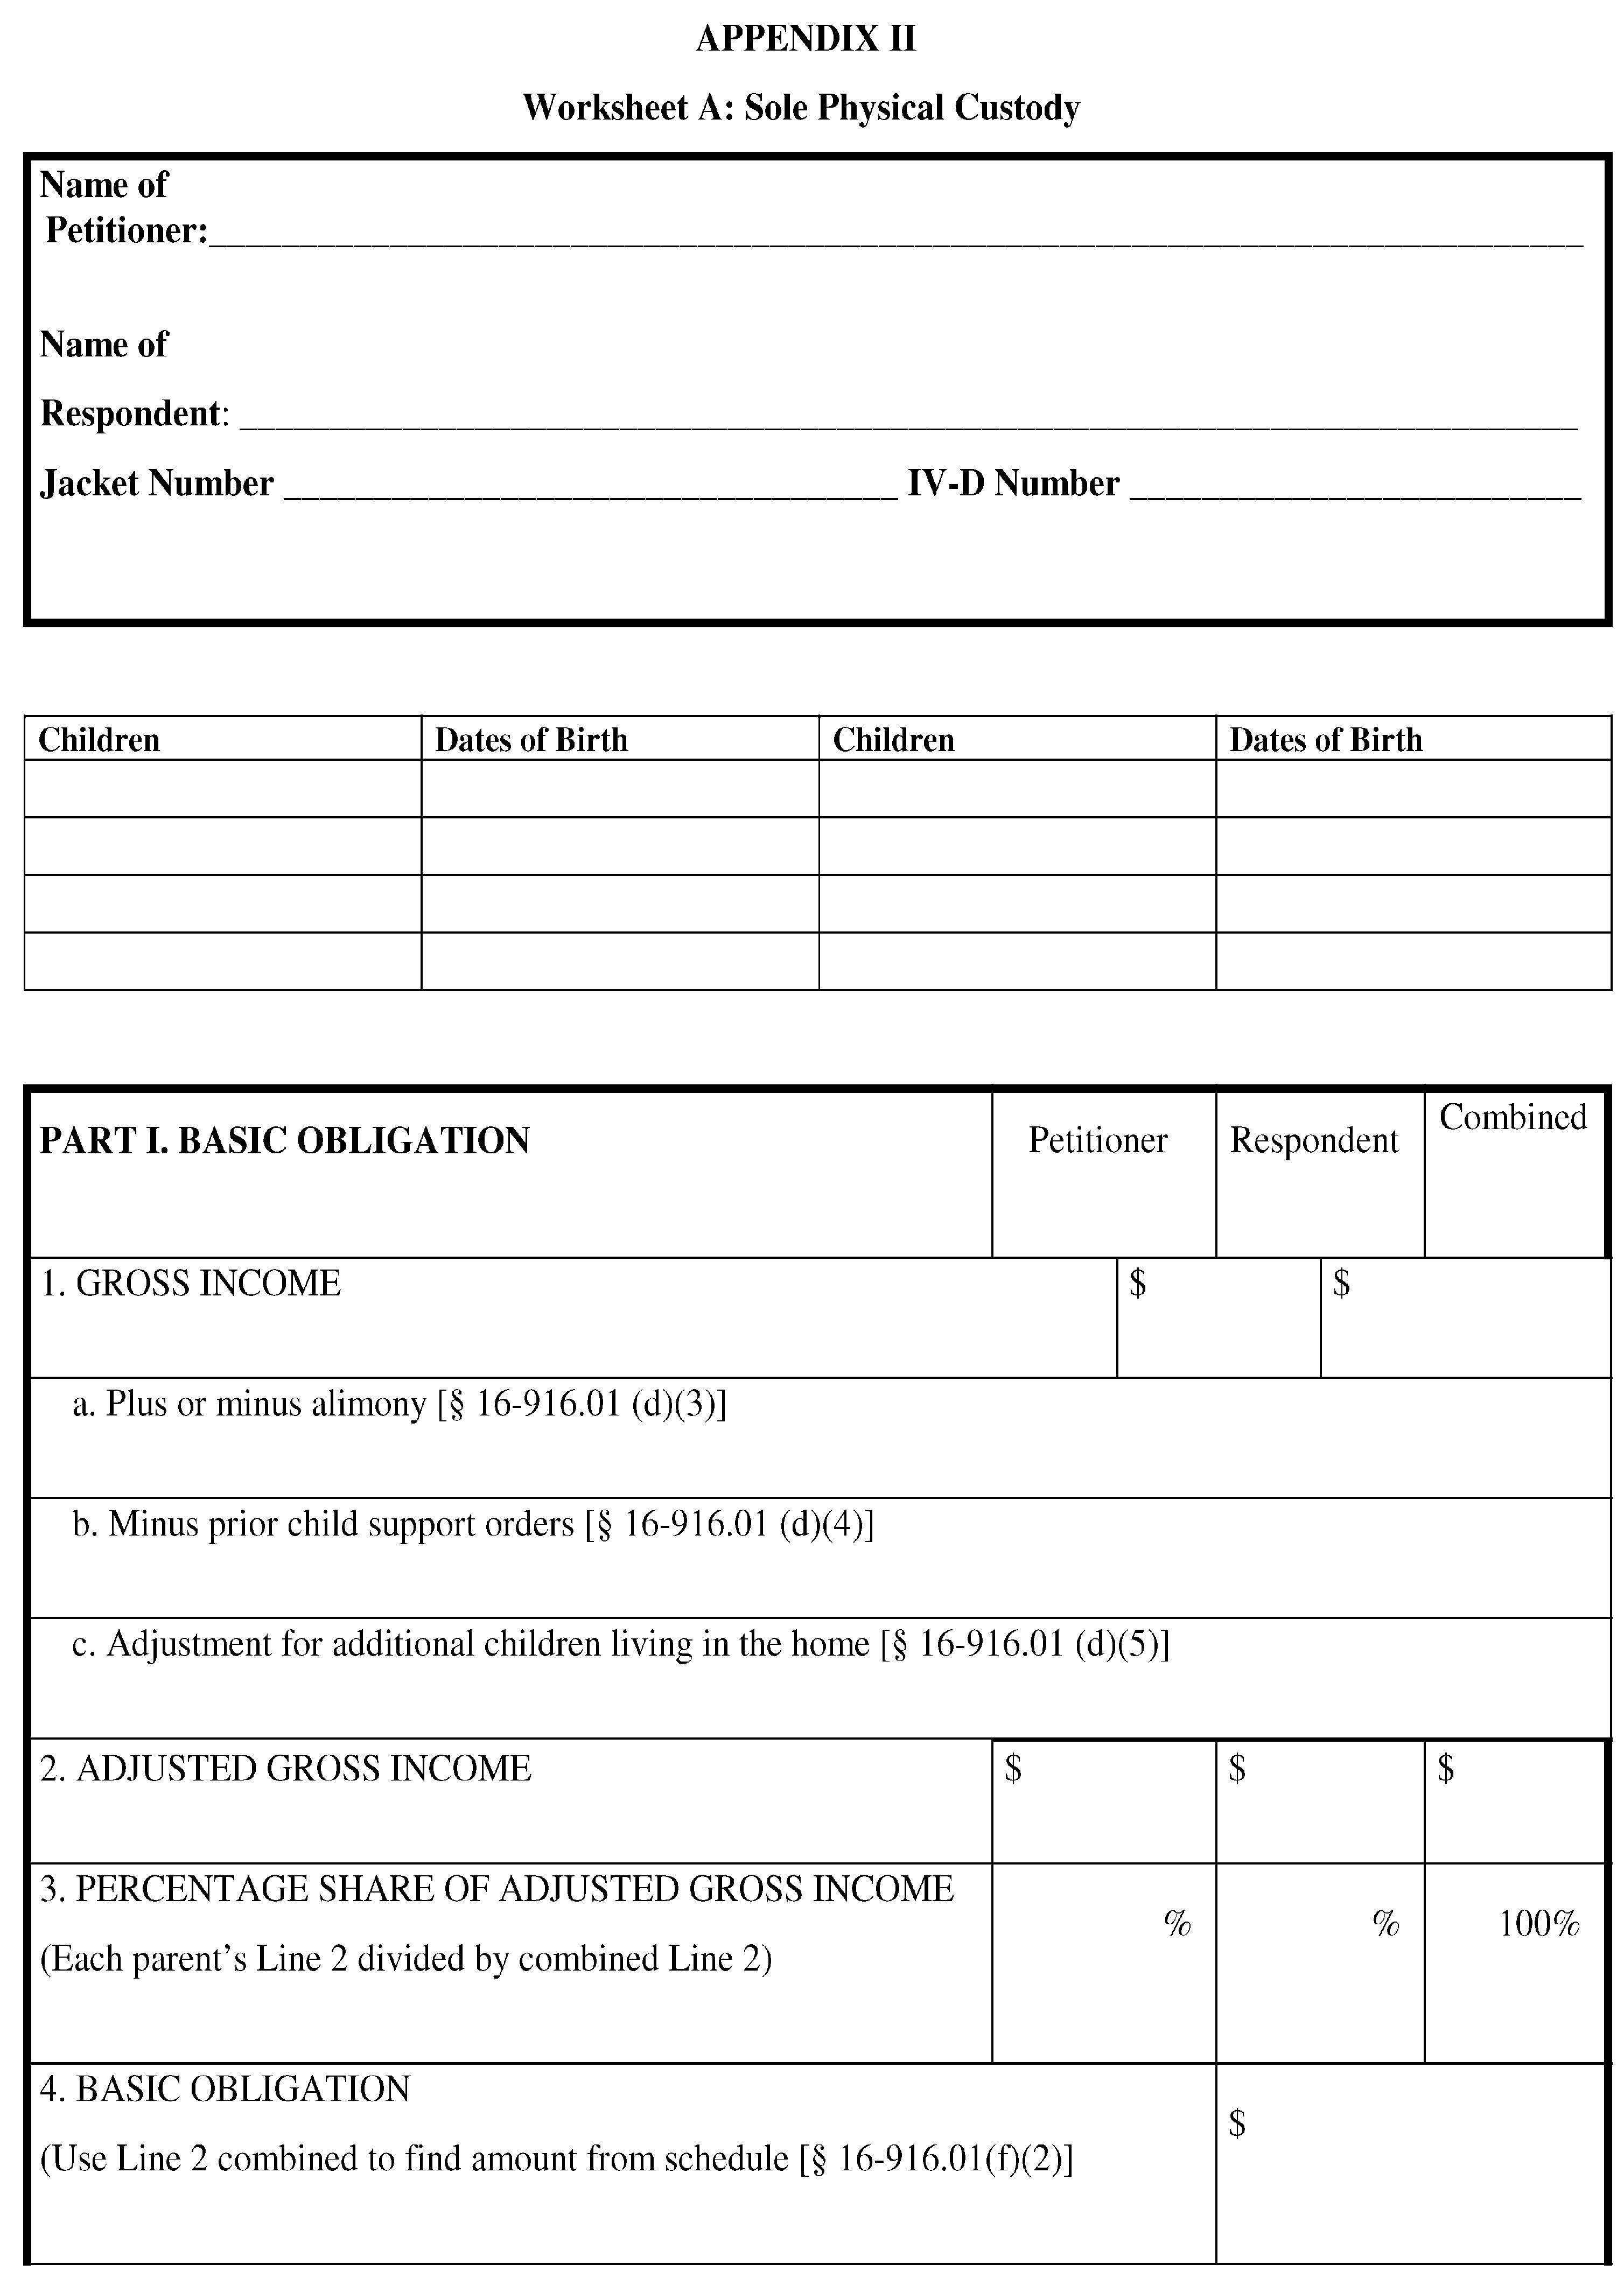 APPENDIX II
Worksheet A: Sole Physical Custody
Name of
Petitioner:____________________________________________________________________________
Name of
Respondent: __________________________________________________________________________
Jacket Number __________________________________ IV-D Number _________________________
Children Dates of Birth Children Dates of Birth
PART I. BASIC OBLIGATION Petitioner Respondent Combined
1. GROSS INCOME $ $
a. Plus or minus alimony [§ 16-916.01 (d)(3)]
b. Minus prior child support orders [§ 16-916.01 (d)(4)]
c. Adjustment for additional children living in the home [§ 16-916.01 (d)(5)]
2. ADJUSTED GROSS INCOME $ $ $
3. PERCENTAGE SHARE OF ADJUSTED GROSS INCOME
% % 100%
(Each parent’s Line 2 divided by combined Line 2)
4. BASIC OBLIGATION
$
(Use Line 2 combined to find amount from schedule [§ 16-916.01(f)(2)]